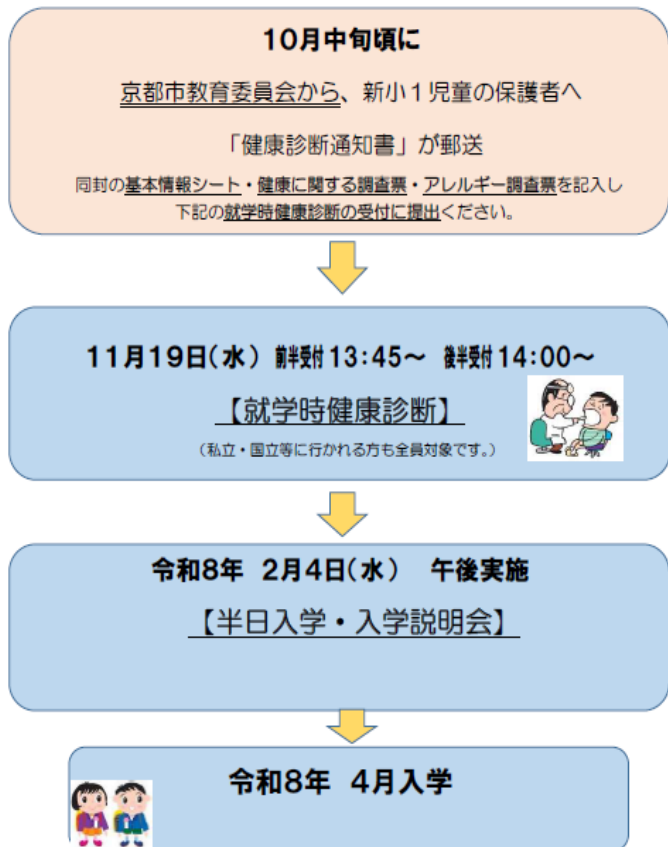 10月中旬頃に
京都市教育委員会から、新小1児童の保護者へ
「健康診断通知書」が郵送
同封の基本情報シート・健康に関する調査票・アレルギー調査票を記入し
下記の就学時健康診断の受付に提出ください。
11月19日(水) 前半受付13:45~ 後半受付14:00~
【就学時健康診断】
(私立・国立等に行かれる方も全員対象です。)
令和8年 2月4日(水) 午後実施
【半日入学・入学説明会】
令和8年 4月入学